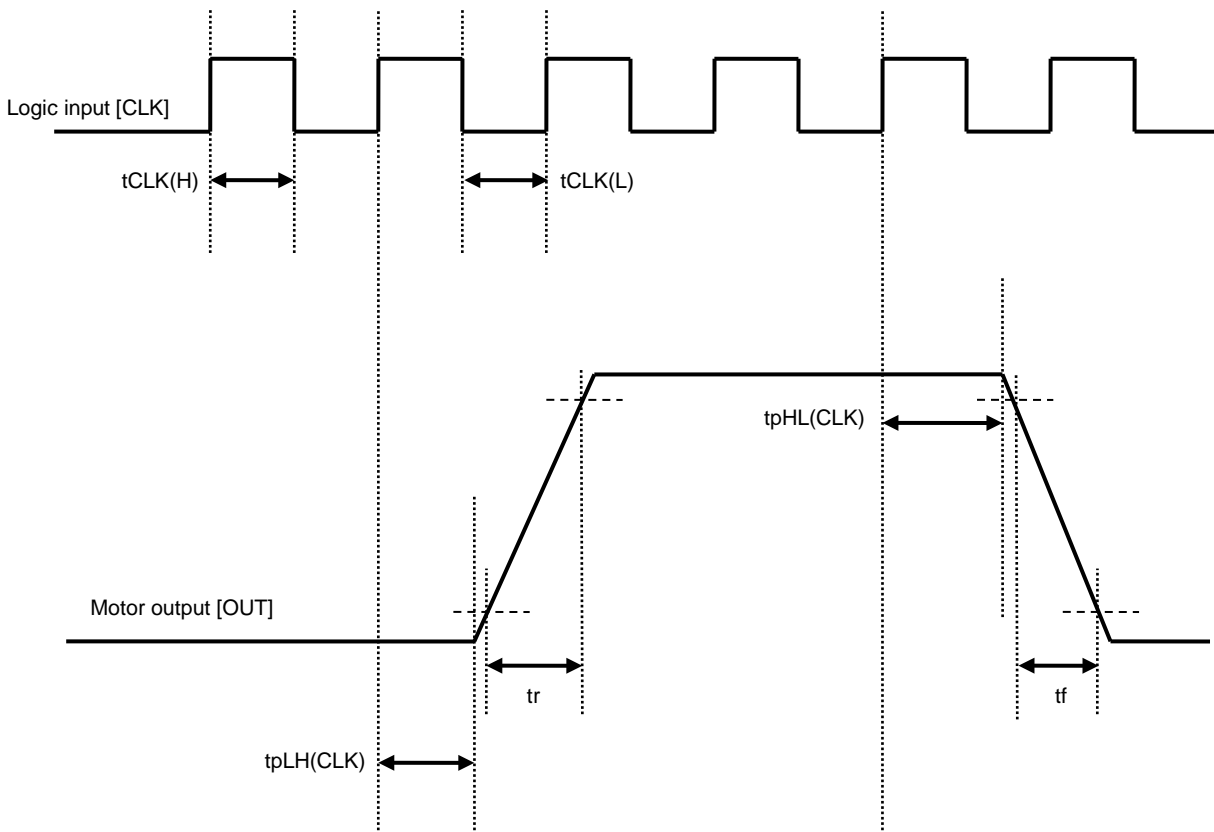 Logic input [CLK]
tCLK(H)
tCLK(L)
tpHL(CLK)
Motor output [OUT]
tr
tf
tpLH(CLK)